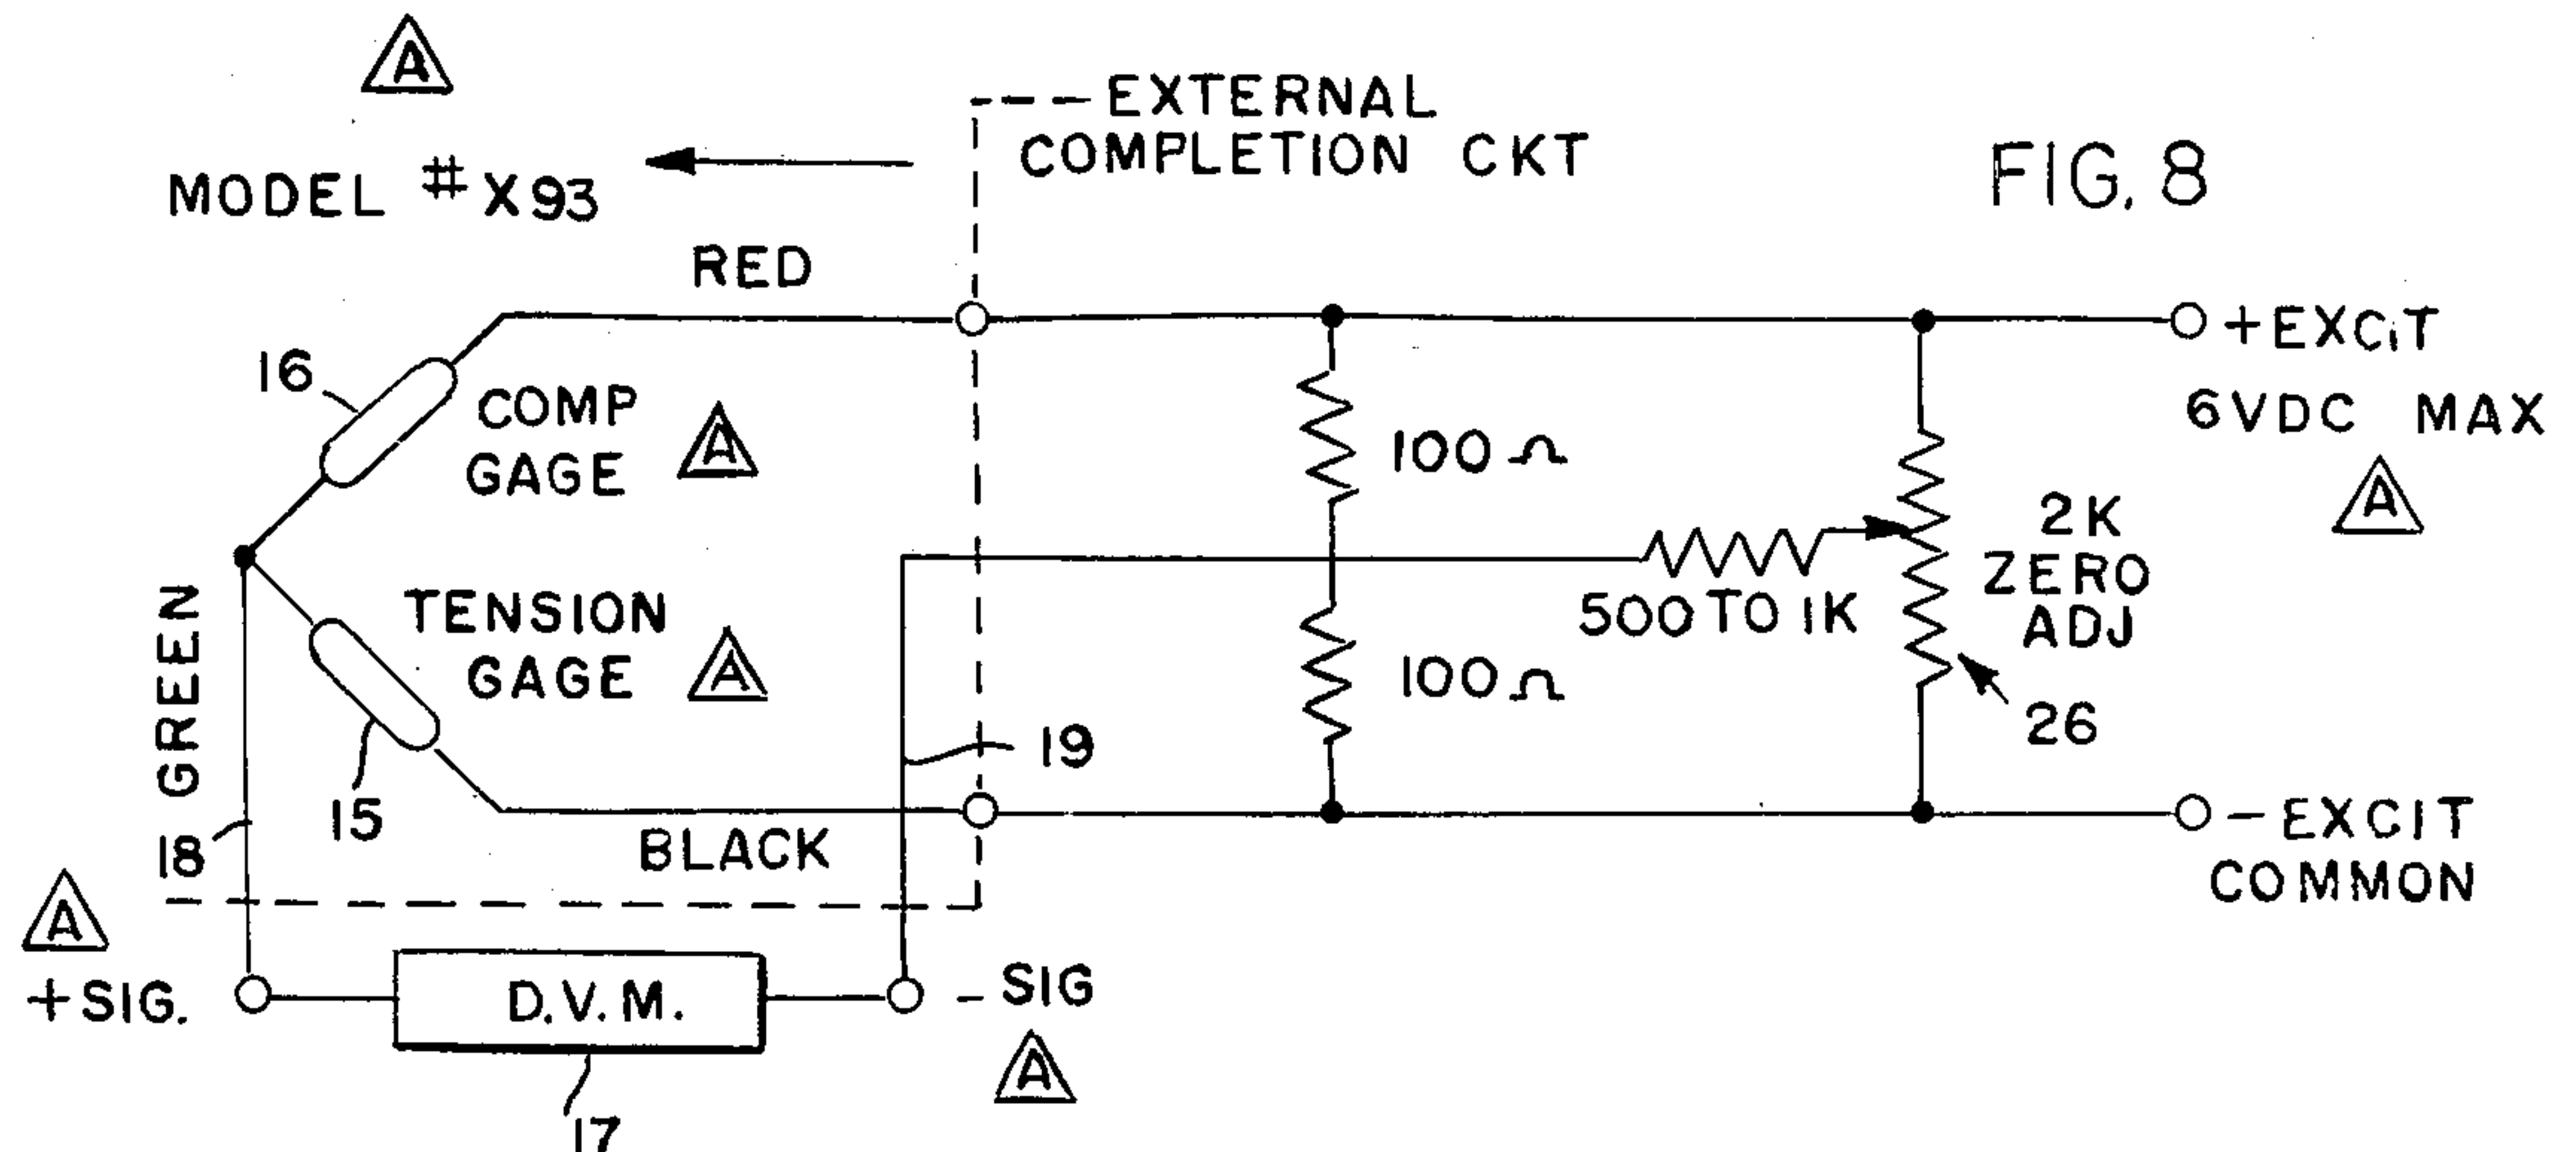 A
EXTERNAL
COMPLETION CKT
MODEL #X93
FIG. 8
RED
+EXCiT
6VDC MAX
A
16
COMP
GAGE
A
100 Ω
2K
ZERO
ADJ
500 TO 1K
26
GREEN
TENSION
GAGE
A
100 Ω
19
15
18
BLACK
- EXCIT
COMMON
A
+SIG.
D.V.M.
- SIG
A
17